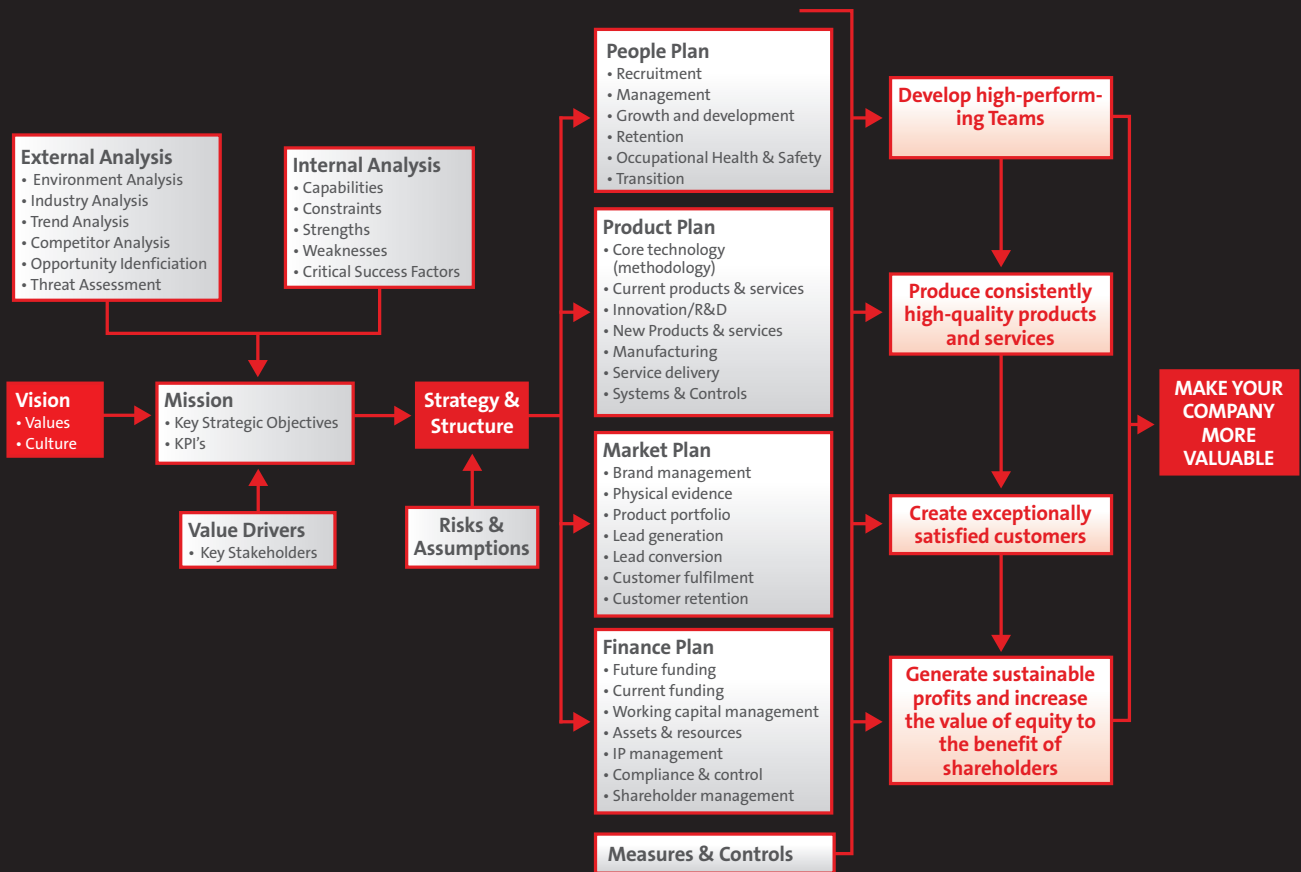 External Analysis
• Environment Analysis
• Industry Analysis
• Trend Analysis
• Competitor Analysis
• Opportunity Idenficiation
• Threat Assessment
Internal Analysis
• Capabilities
• Constraints
• Strengths
• Weaknesses
• Critical Success Factors
Vision
• Values
• Culture
Mission
• Key Strategic Objectives
• KPI's
Value Drivers
• Key Stakeholders
Strategy &
Structure
Risks &
Assumptions
People Plan
• Recruitment
• Management
• Growth and development
• Retention
• Occupational Health & Safety
• Transition
Product Plan
• Core technology
(methodology)
• Current products & services
• Innovation/R&D
• New Products & services
• Manufacturing
• Service delivery
• Systems & Controls
Market Plan
• Brand management
• Physical evidence
• Product portfolio
• Lead generation
• Lead conversion
• Customer fulfilment
• Customer retention
Finance Plan
• Future funding
• Current funding
• Working capital management
• Assets & resources
• IP management
• Compliance & control
• Shareholder management
Measures & Controls
Develop high-perform-
ing Teams
Produce consistently
high-quality products
and services
Create exceptionally
satisfied customers
Generate sustainable
profits and increase
the value of equity to
the benefit of
shareholders
MAKE YOUR
COMPANY
MORE
VALUABLE